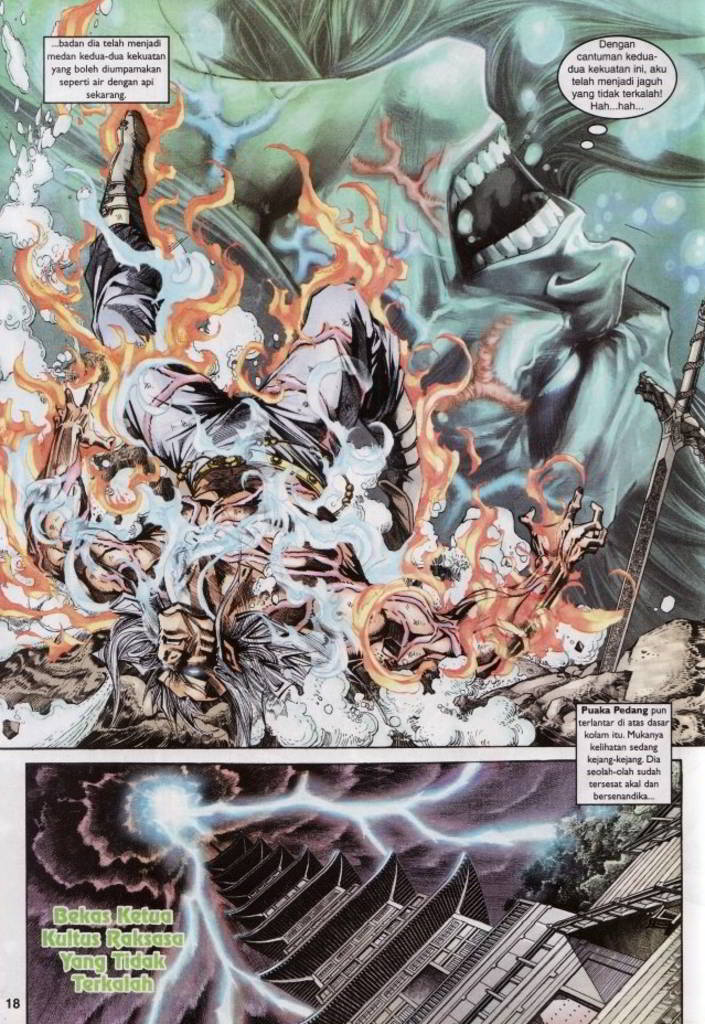 ...badan dia telah menjadi
medan kedua-dua kekuatan
yang boleh diumpamakan
seperti air dengan api
sekarang.
Dengan
cantuman kedua-
dua kekuatan ini, aku
telah menjadi jaguh
yang tidak terkalah!
Hah...hah...
Puaka Pedang pun
terlantar di atas dasar
kolam itu. Mukanya
kelihatan sedang
kejang-kejang. Dia
seolah-olah sudah
tersesat akal dan
bersenandika...
Bekas Ketua
Kultus Raksasa
Yang Tidak
Terkalah
18